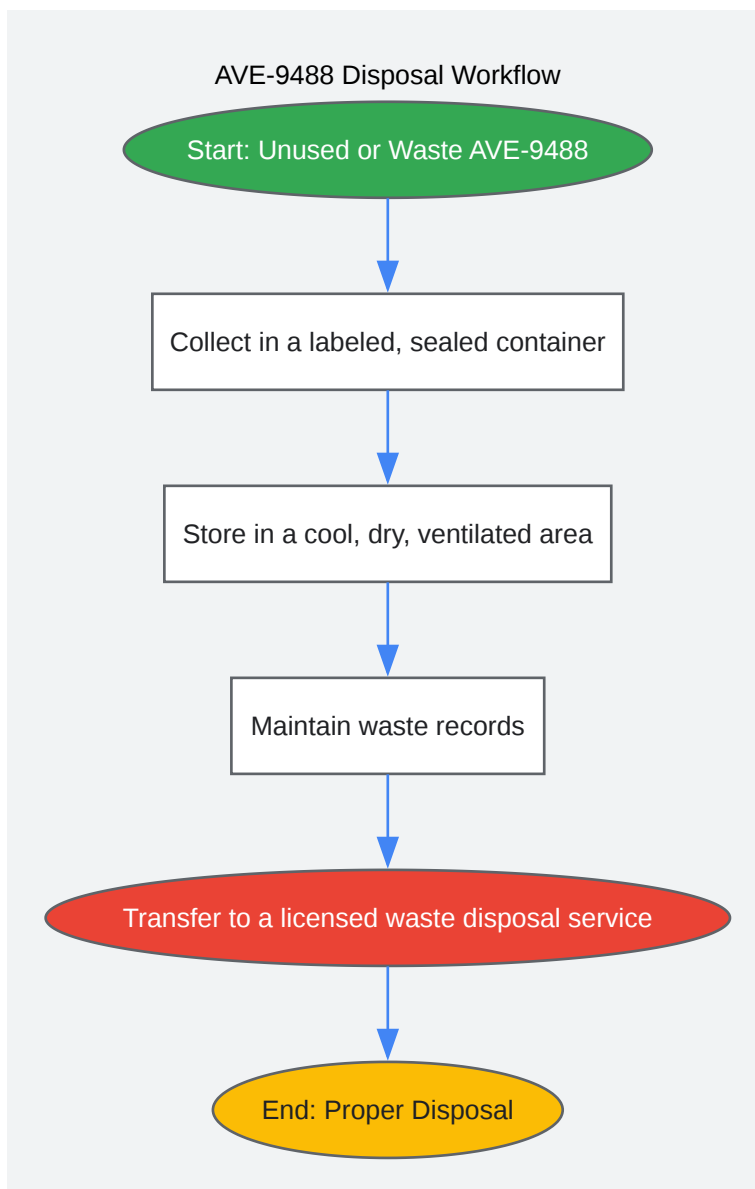 AVE-9488 Disposal Workflow
Start: Unused or Waste AVE-9488
Collect in a labeled, sealed container
Store in a cool, dry, ventilated area
Maintain waste records
Transfer to a licensed waste disposal service
End: Proper Disposal